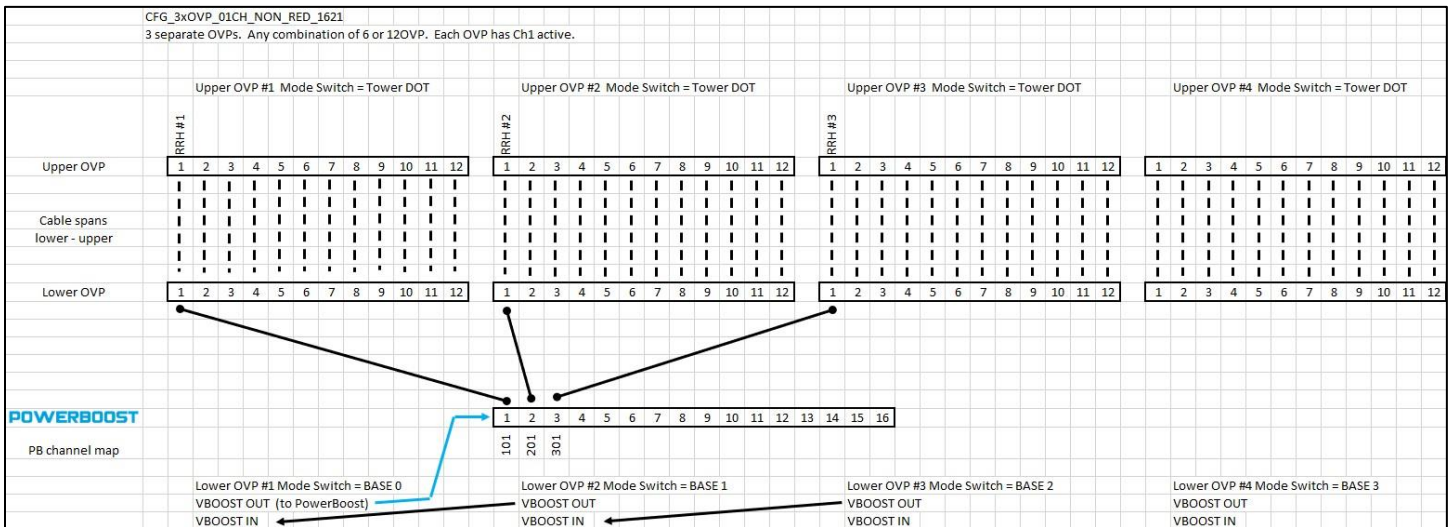 CFG_3xOVP_01CH_NON_RED_1621
3 separate OVPs. Any combination of 6 or 12OVP. Each OVP has Ch1 active.
Upper OVP #1 Mode Switch = Tower DOT Upper OVP #2 Mode Switch = Tower DOT Upper OVP #3 Mode Switch = Tower DOT Upper OVP #4 Mode Switch = Tower DOT
RRH #1 RRH #2 RRH #3
Upper OVP 1 2 3 4 5 6 7 8 9 10 11 12 1 2 3 4 5 6 7 8 9 10 11 12 1 2 3 4 5 6 7 8 9 10 11 12 1 2 3 4 5 6 7 8 9 10 11 12
Cable spans
lower - upper
Lower OVP 1 2 3 4 5 6 7 8 9 10 11 12 1 2 3 4 5 6 7 8 9 10 11 12 1 2 3 4 5 6 7 8 9 10 11 12 1 2 3 4 5 6 7 8 9 10 11 12
POWERBOOST 1 2 3 4 5 6 7 8 9 10 11 12 13 14 15 16
PB channel map 101 201 301
Lower OVP #1 Mode Switch = BASE 0 Lower OVP #2 Mode Switch = BASE 1 Lower OVP #3 Mode Switch = BASE 2 Lower OVP #4 Mode Switch = BASE 3
VBOOST OUT (to PowerBoost) VBOOST OUT VBOOST OUT VBOOST OUT
VBOOST IN VBOOST IN VBOOST IN VBOOST IN